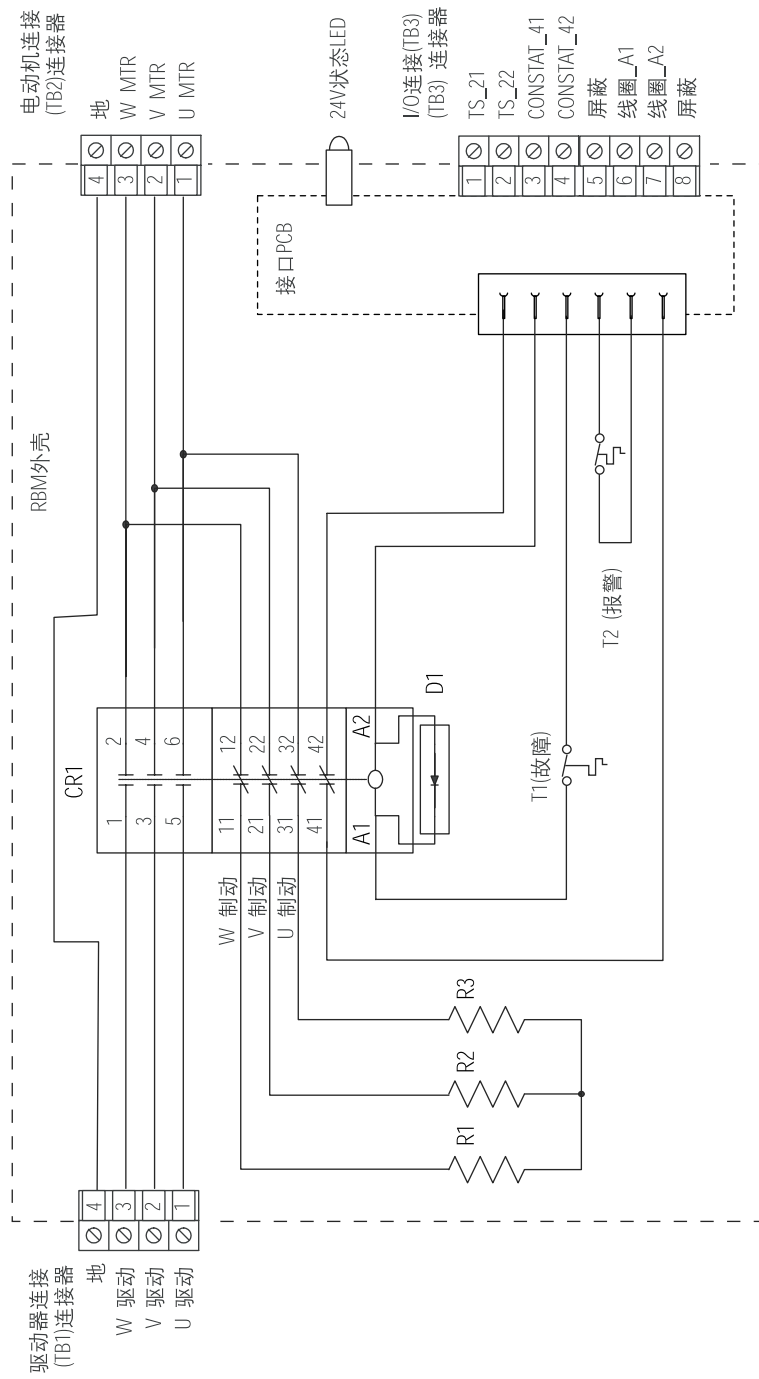 驱动器连接
(TB1)连接器
地
W 驱动
V 驱动
U 驱动
4
3
2
1
RBM外壳
CR1
1
2
3
4
5
6
11
12
21
22
31
32
41
42
A1
A2
D1
W 制动
V 制动
U 制动
R1
R2
R3
T1(故障)
T2 (报警)
电动机连接
(TB2)连接器
地
W MTR
V MTR
U MTR
4
3
2
1
24V状态LED
接口PCB
I/O连接(TB3)
(TB3) 连接器
TS_21
TS_22
CONSTAT_41
CONSTAT_42
屏蔽
线圈_A1
线圈_A2
屏蔽
1
2
3
4
5
6
7
8